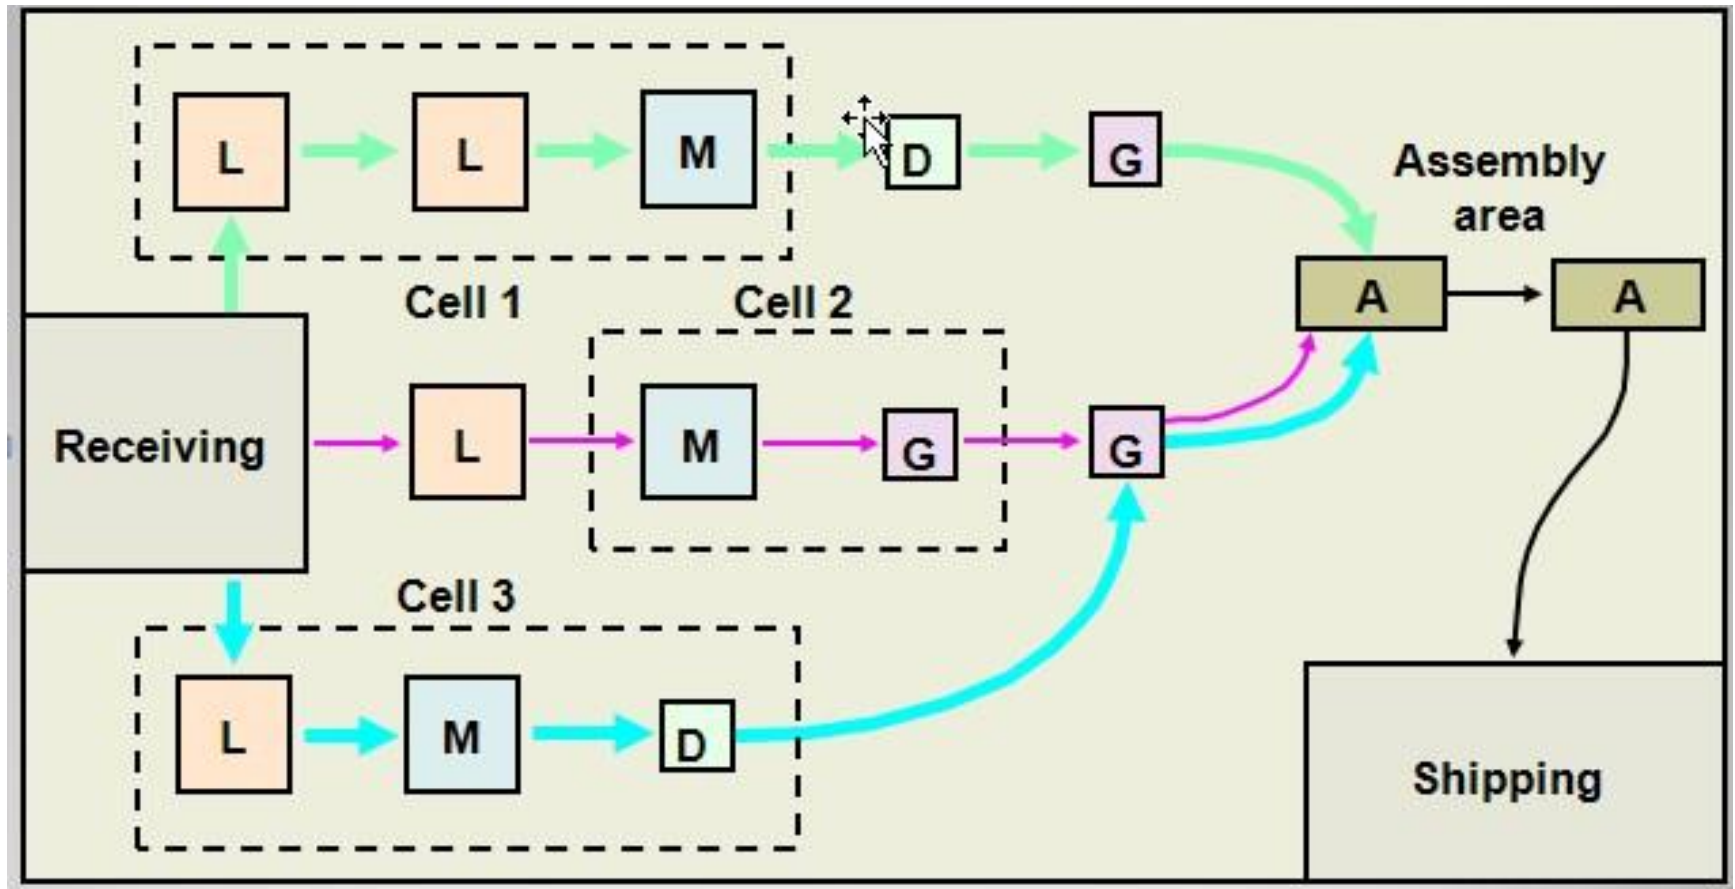 L
L
M
D
G
Assembly
area
A
A
Cell 1
Cell 2
Receiving
L
M
G
G
Cell 3
L
M
D
Shipping